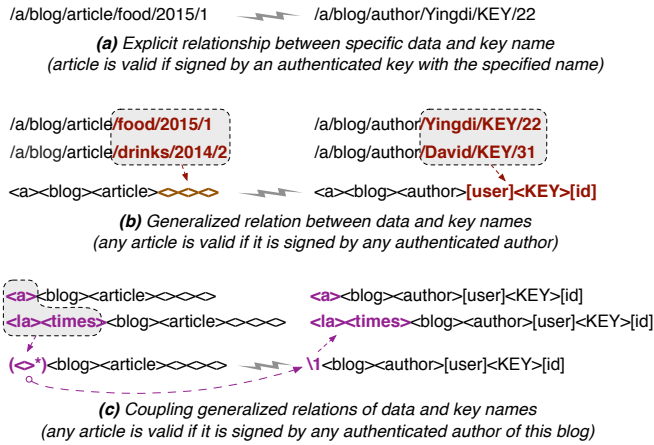 /a/blog/article/food/2015/1 /a/blog/author/Yingdi/KEY/22
(a) Explicit relationship between specific data and key name
(article is valid if signed by an authenticated key with the specified name)
/a/blog/article/food/2015/1 /a/blog/author/Yingdi/KEY/22
/a/blog/article/drinks/2014/2 /a/blog/author/David/KEY/31
<a><blog><article><><><> <a><blog><author>[user]<KEY>[id]
(b) Generalized relation between data and key names
(any article is valid if it is signed by any authenticated author)
<a><blog><article><><><> <a><blog><author>[user]<KEY>[id]
<la><times><blog><article><><><> <la><times><blog><author>[user]<KEY>[id]
(<>*)<blog><article><><><> \1<blog><author>[user]<KEY>[id]
(c) Coupling generalized relations of data and key names
(any article is valid if it is signed by any authenticated author of this blog)